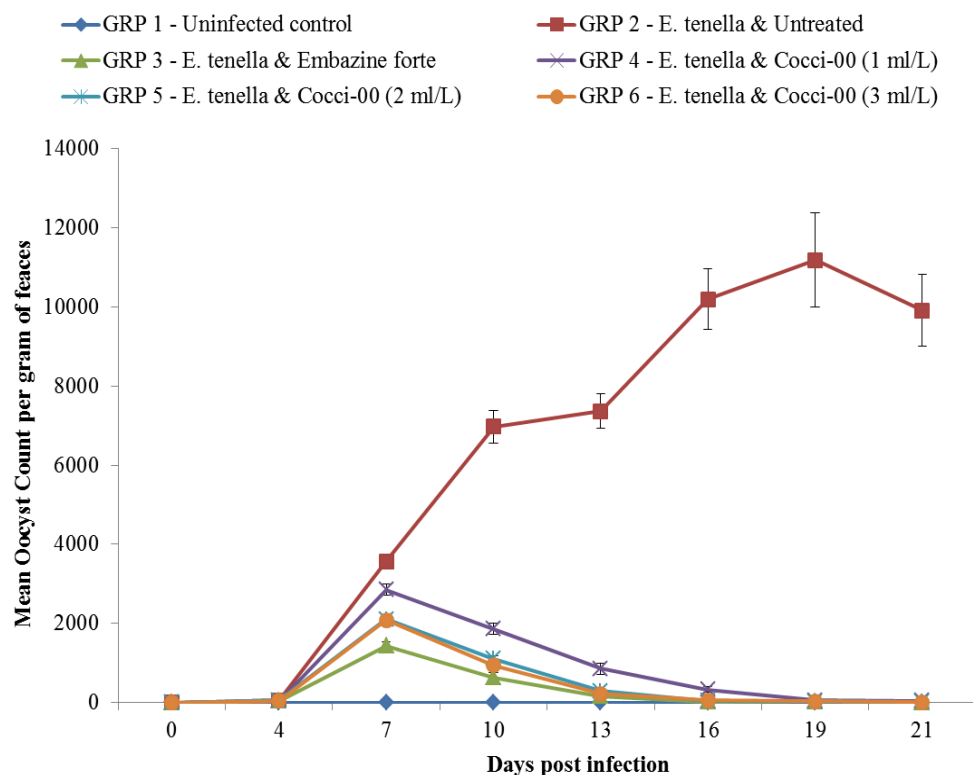 GRP 1 - Uninfected control
GRP 2 - E. tenella & Untreated
GRP 3 - E. tenella & Embazine forte
GRP 4 - E. tenella & Cocci-00 (1 ml/L)
GRP 5 - E. tenella & Cocci-00 (2 ml/L)
GRP 6 - E. tenella & Cocci-00 (3 ml/L)
Mean Oocyst Count per gram of feaces
14000
12000
10000
8000
6000
4000
2000
0
0 4 7 10 13 16 19 21
Days post infection